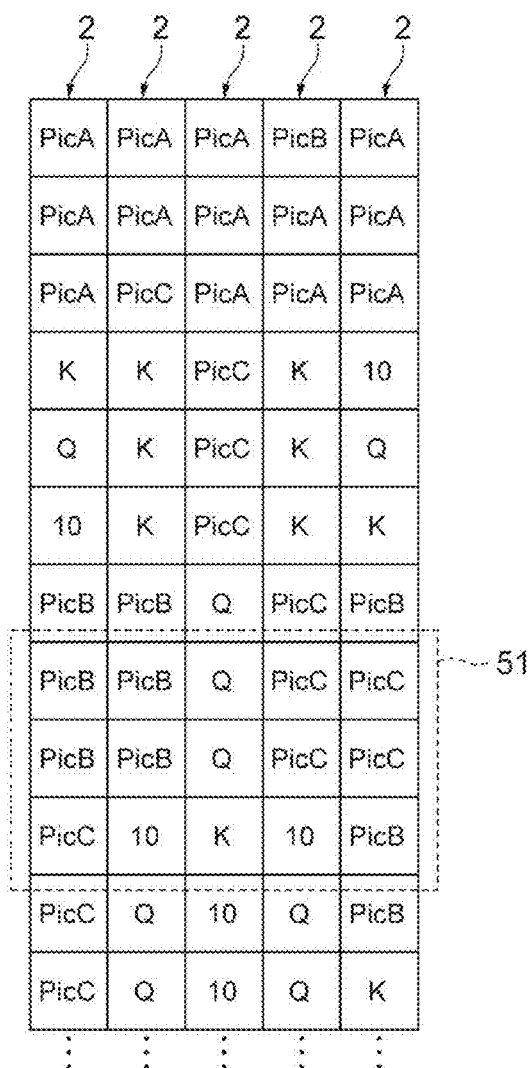 2 2 2 2 2
PicA PicA PicA PicB PicA
PicA PicA PicA PicA PicA
PicA PicC PicA PicA PicA
K K PicC K 10
Q K PicC K Q
10 K PicC K K
PicB PicB Q PicC PicB
PicB PicB Q PicC PicC
51
PicB PicB Q PicC PicC
PicC 10 K 10 PicB
PicC Q 10 Q PicB
PicC Q 10 Q K